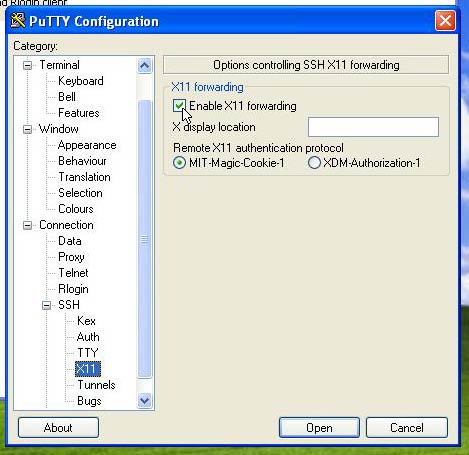 and Rlogin client
PuTTY Configuration
Category:
Terminal
Keyboard
Bell
Features
Window
Appearance
Behaviour
Translation
Selection
Colours
Connection
Data
Proxy
Telnet
Rlogin
SSH
Kex
Auth
TTY
X11
Tunnels
Bugs
Options controlling SSH X11 forwarding
X11 forwarding
Enable X11 forwarding
X display location
Remote X11 authentication protocol
MIT-Magic-Cookie-1 XDM-Authorization-1
About Open Cancel